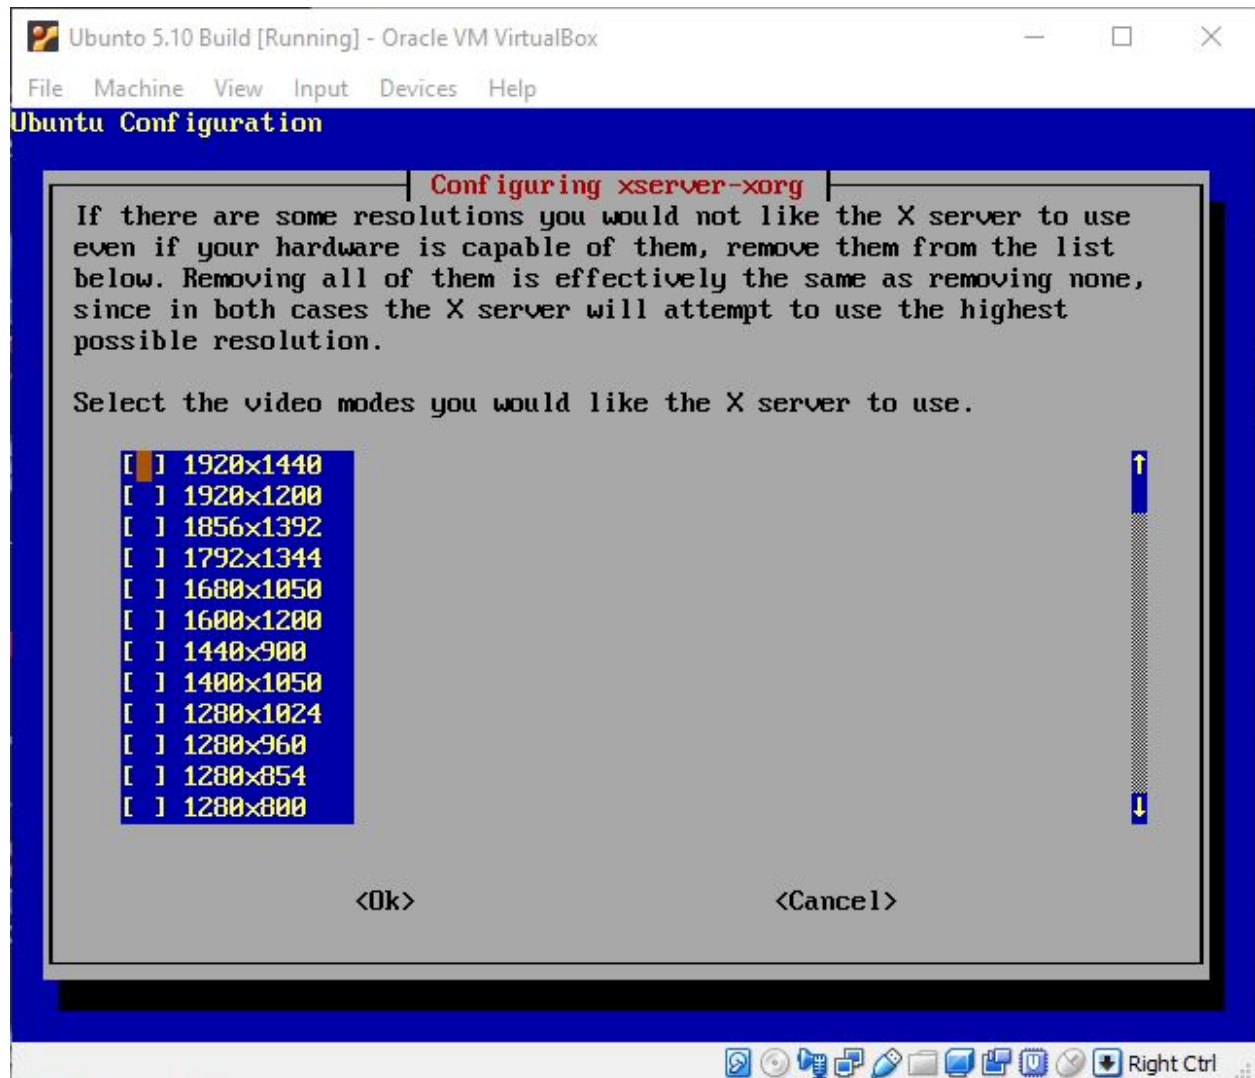 Ubunto 5.10 Build [Running] - Oracle VM VirtualBox
File Machine View Input Devices Help
Ubuntu Configuration
Configuring xserver-xorg
If there are some resolutions you would not like the X server to use
even if your hardware is capable of them, remove them from the list
below. Removing all of them is effectively the same as removing none,
since in both cases the X server will attempt to use the highest
possible resolution.
Select the video modes you would like the X server to use.
[ ] 1920x1440
[ ] 1920x1200
[ ] 1856x1392
[ ] 1792x1344
[ ] 1680x1050
[ ] 1600x1200
[ ] 1440x900
[ ] 1400x1050
[ ] 1280x1024
[ ] 1280x960
[ ] 1280x854
[ ] 1280x800
<Ok> <Cancel>
Right Ctrl